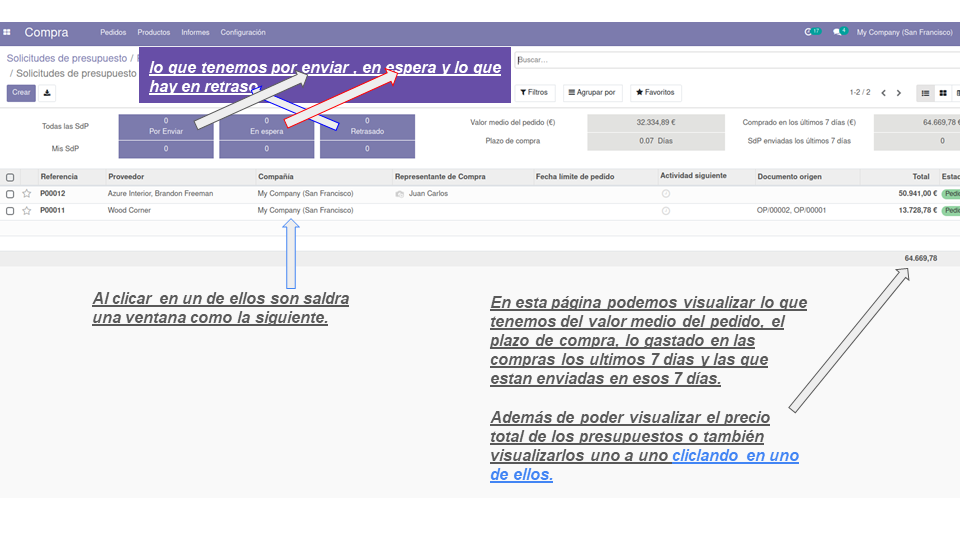 Compra Pedidos Productos Informes Configuración 17 4 My Company (San Francisco)
Solicitudes de presupuesto /
/ Solicitudes de presupuesto
lo que tenemos por enviar , en espera y lo que
hay en retraso
Buscar...
Crear
Filtros Agrupar por Favoritos 1-2 / 2
Todas las SdP 0 Por Enviar 0 En espera 0 Retrasado
Mis SdP 0 0 0
Valor medio del pedido (€) 32.334,89 € Comprado en los últimos 7 días (€) 64.669,78 €
Plazo de compra 0.07 Días SdP enviadas los últimos 7 días 0
Referencia Proveedor Compañía Representante de Compra Fecha límite de pedido Actividad siguiente Documento origen Total Estac
P00012 Azure Interior, Brandon Freeman My Company (San Francisco) Juan Carlos 50.941,00 € Pedid
P00011 Wood Corner My Company (San Francisco) OP/00002, OP/00001 13.728,78 € Pedid
64.669,78
Al clicar en un de ellos son saldra
una ventana como la siguiente.
En esta página podemos visualizar lo que
tenemos del valor medio del pedido, el
plazo de compra, lo gastado en las
compras los ultimos 7 dias y las que
estan enviadas en esos 7 días.
Además de poder visualizar el precio
total de los presupuestos o también
visualizarlos uno a uno cliclando en uno
de ellos.